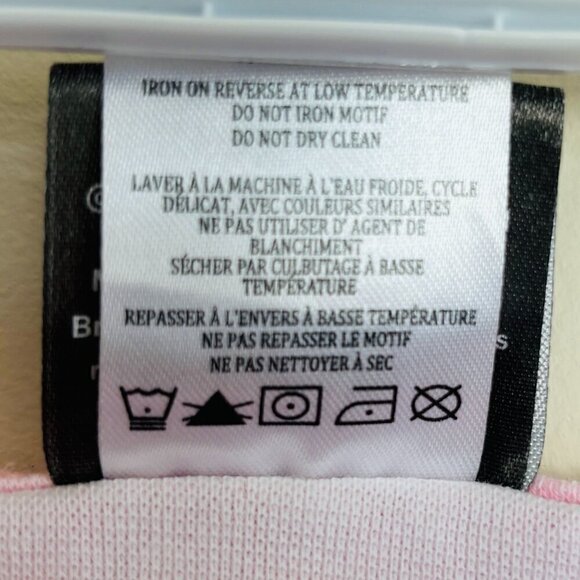 IRON ON REVERSE AT LOW TEMPERATURE
DO NOT IRON MOTIF
DO NOT DRY CLEAN
LAVER À LA MACHINE À L'EAU FROIDE, CYCLE
DÉLICAT, AVEC COULEURS SIMILAIRES
NE PAS UTILISER D' AGENT DE
BLANCHIMENT
SÉCHER PAR CULBUTAGE À BASSE
TEMPÉRATURE
REPASSER À L'ENVERS À BASSE TEMPÉRATURE
NE PAS REPASSER LE MOTIF
NE PAS NETTOYER À SEC